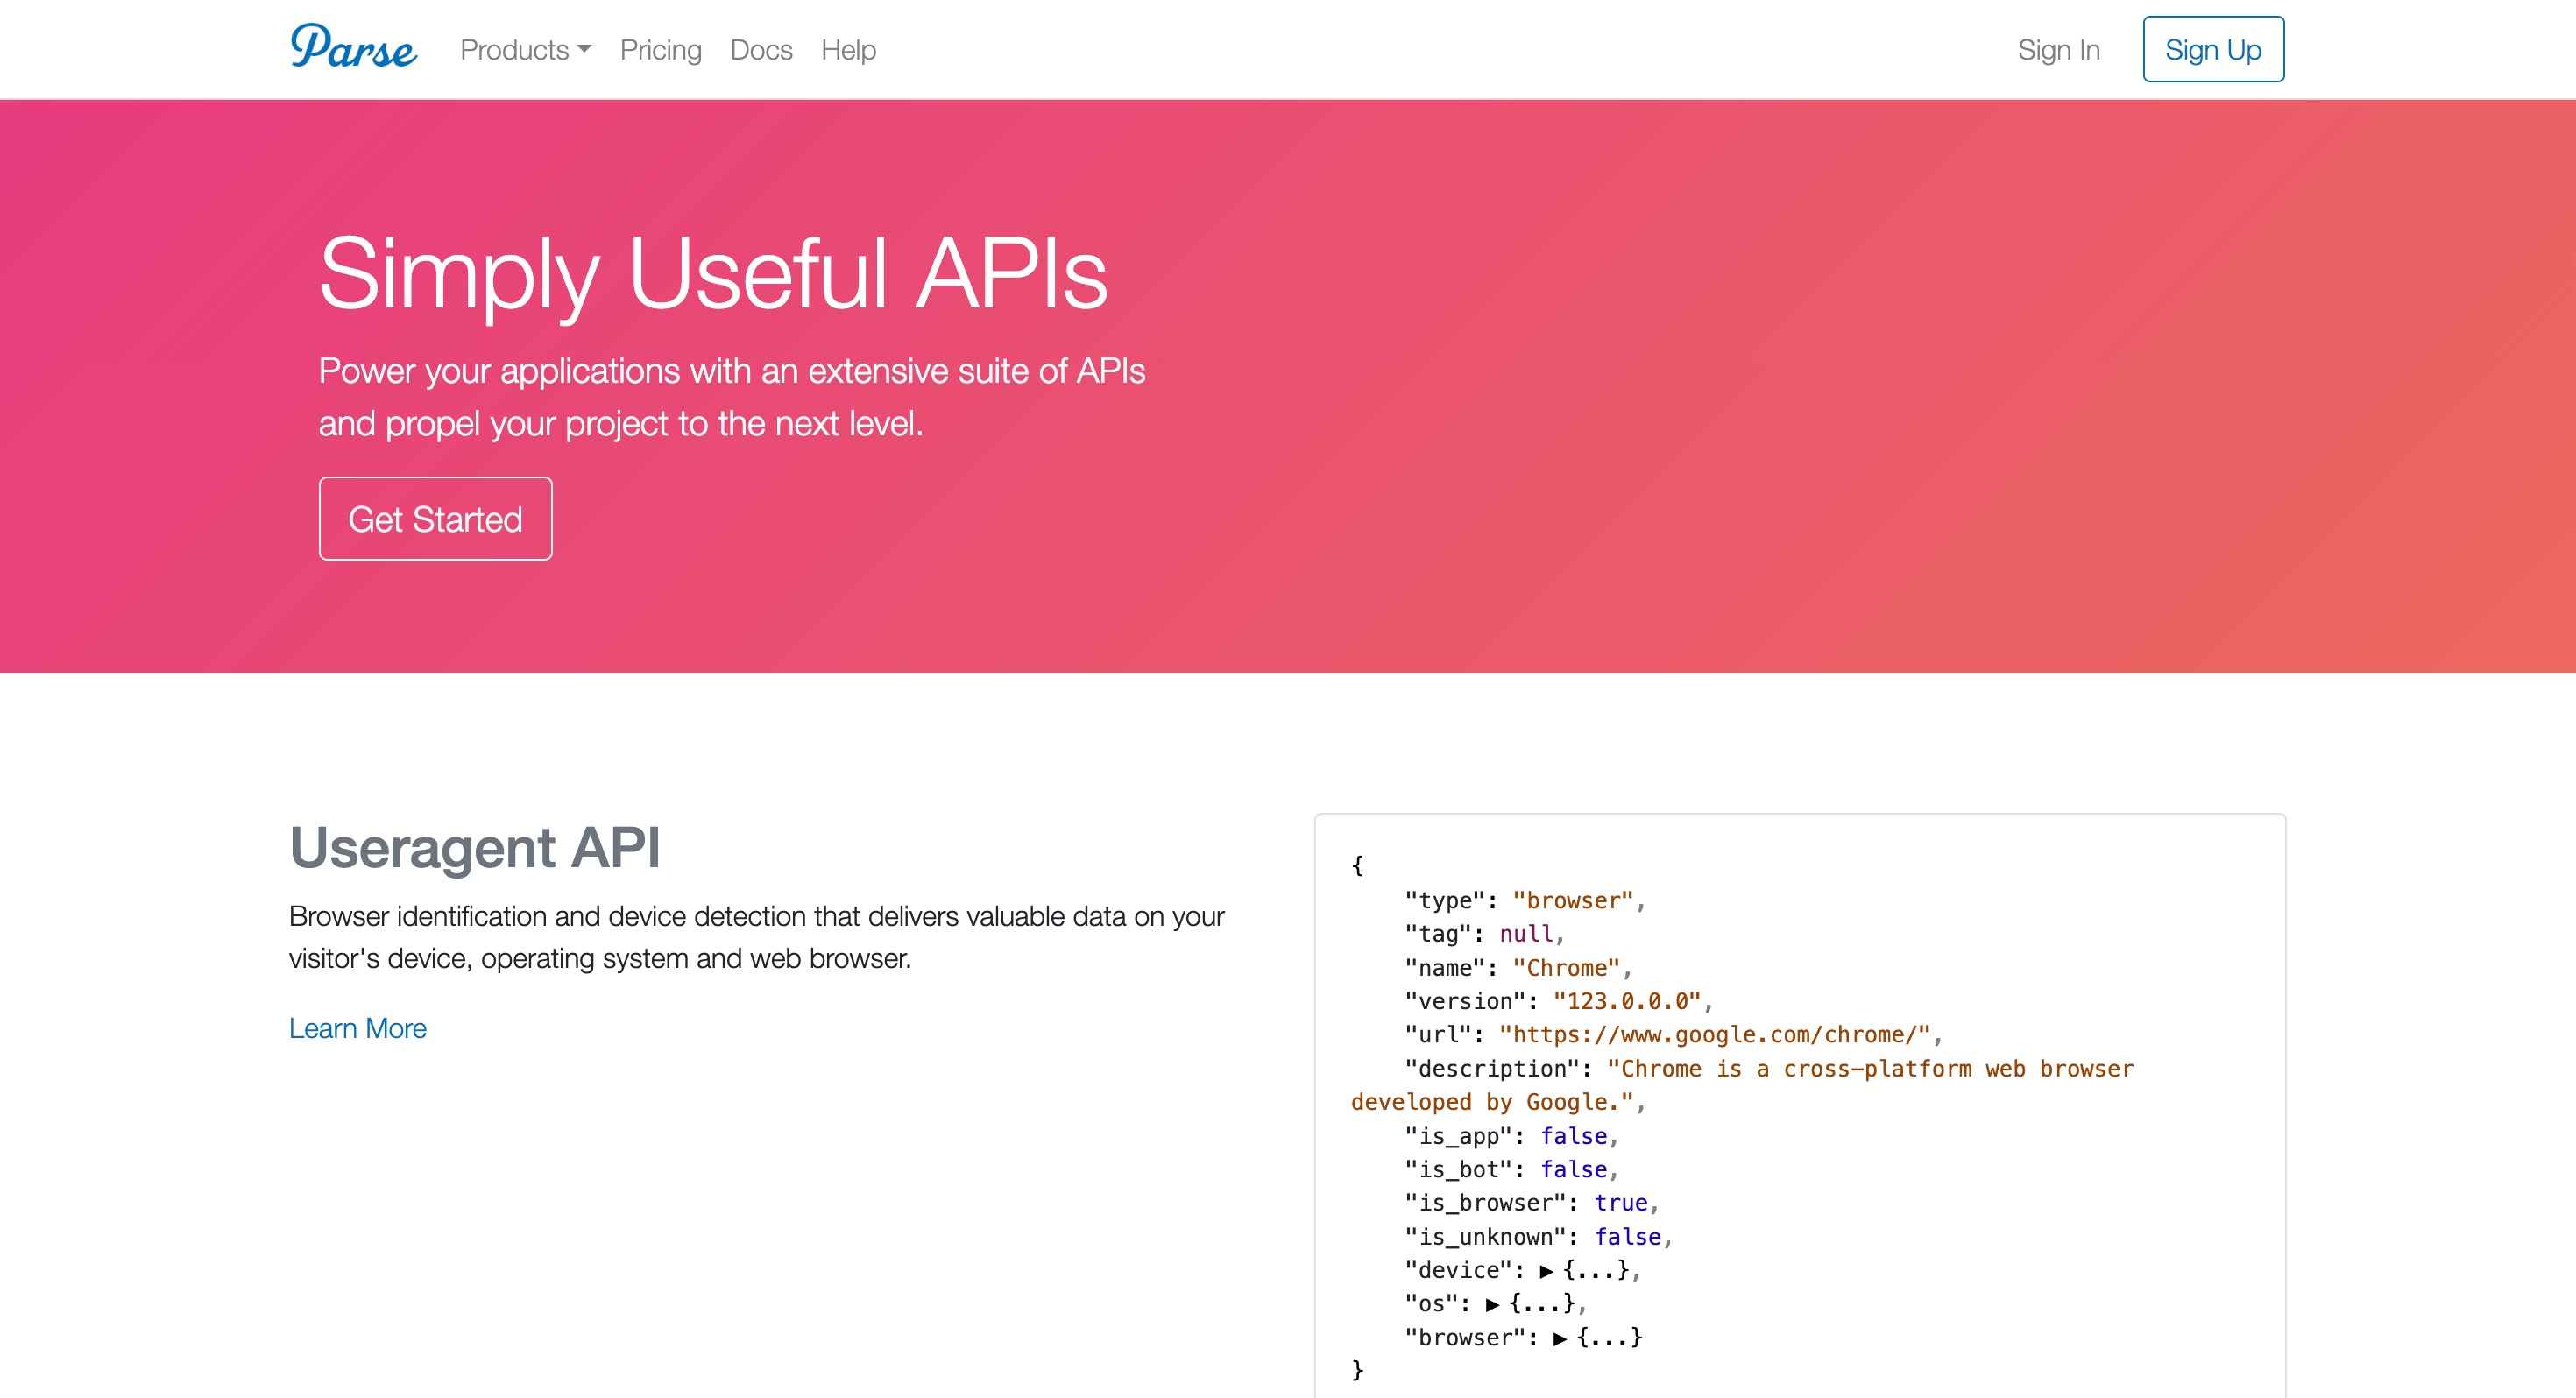 Parse Products Pricing Docs Help Sign In Sign Up
Simply Useful APIs
Power your applications with an extensive suite of APIs
and propel your project to the next level.
Get Started
Useragent API
Browser identification and device detection that delivers valuable data on your
visitor's device, operating system and web browser.
Learn More
{
"type": "browser",
"tag": null,
"name": "Chrome",
"version": "123.0.0.0",
"url": "https://www.google.com/chrome/",
"description": "Chrome is a cross-platform web browser
developed by Google.",
"is_app": false,
"is_bot": false,
"is_browser": true,
"is_unknown": false,
"device": ▶ {...},
"os": ▶ {...},
"browser": ▶ {...}
}